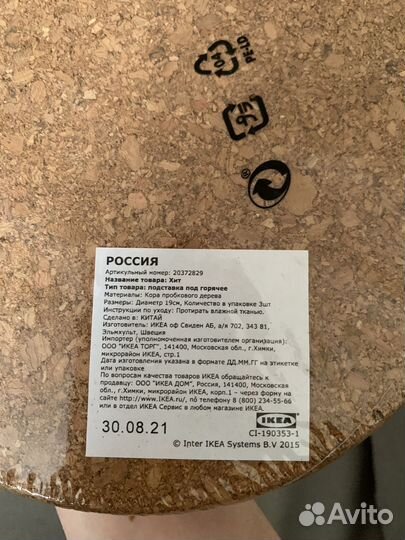 04
PE-LD
プラ
®
РОССИЯ
Артикульный номер: 20372829
Название товара: Хит
Тип товара: подставка под горячее
Материалы: Кора пробкового дерева
Размеры: Диаметр 19см, Количество в упаковке 3шт
Инструкции по уходу: Протирать влажной тканью.
Сделано в: КИТАЙ
Изготовитель: ИКЕА оф Свиден АБ, а/я 702, 343 81,
Эльмхульт, Швеция
Импортер (уполномоченная изготовителем организация):
ООО "ИКЕА ТОРГ", 141400, Московская обл., г.Химки,
микрорайон ИКЕА, стр.1
Дата изготовления указана в формате ДД.ММ.ГГ на этикетке
или упаковке
По вопросам качества товаров ИКЕА обращайтесь к
продавцу: ООО "ИКЕА ДОМ", Россия, 141400, Московская
обл., г.Химки, микрорайон ИКЕА, корп.1 – через форму на
сайте http://www.IKEA.ru/, по телефону 8 (800) 234-55-66
или в отдел ИКЕА Сервис в любом магазине ИКЕА.
30.08.21
IKEA
CI-190353-1
© Inter IKEA Systems B.V 2015
Avito